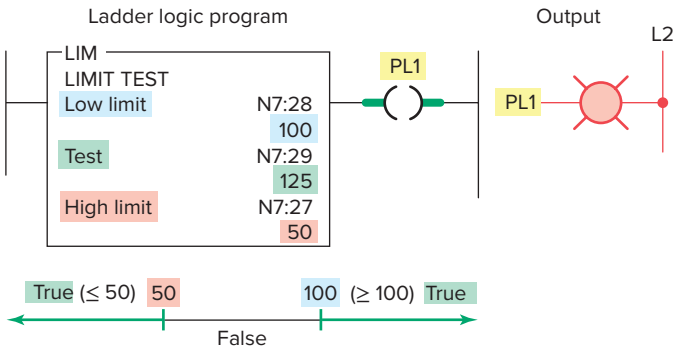 Ladder logic program
Output
L2
LIM
LIMIT TEST
Low limit N7:28
100
Test N7:29
125
High limit N7:27
50
PL1
PL1
True (≤ 50) 50 100 (≥ 100) True
False